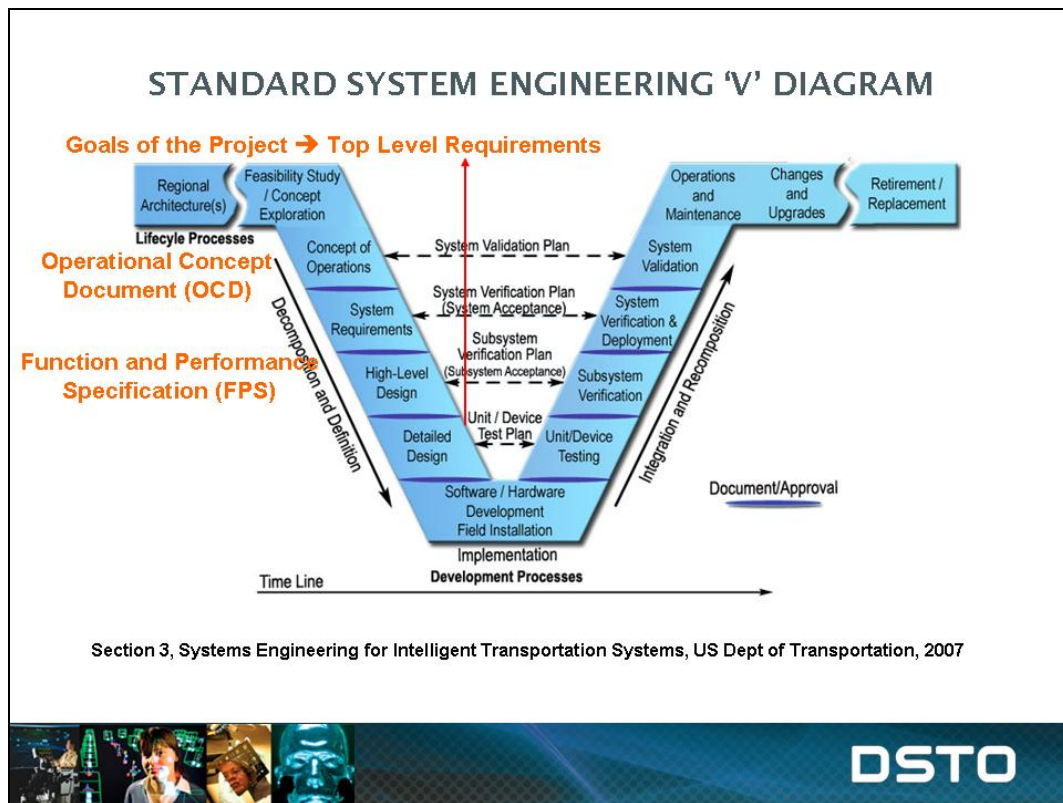 STANDARD SYSTEM ENGINEERING ‘V’ DIAGRAM
Goals of the Project ➔ Top Level Requirements
Regional
Architecture(s)
Feasibility Study
/ Concept
Exploration
Operations
and
Maintenance
Changes
and
Upgrades
Retirement /
Replacement
Lifecyle Processes
Operational Concept
Document (OCD)
Concept of
Operations
System Validation Plan
System
Validation
Decomposition and Definition
System
Requirements
System Verification Plan
(System Acceptance)
System
Verification &
Deployment
Function and Performance
Specification (FPS)
High-Level
Design
Subsystem
Verification Plan
(Subsystem Acceptance)
Subsystem
Verification
Integration and Recomposition
Detailed
Design
Unit / Device
Test Plan
Unit/Device
Testing
Software / Hardware
Development
Field Installation
Document/Approval
Implementation
Development Processes
Time Line
Section 3, Systems Engineering for Intelligent Transportation Systems, US Dept of Transportation, 2007
DSTO